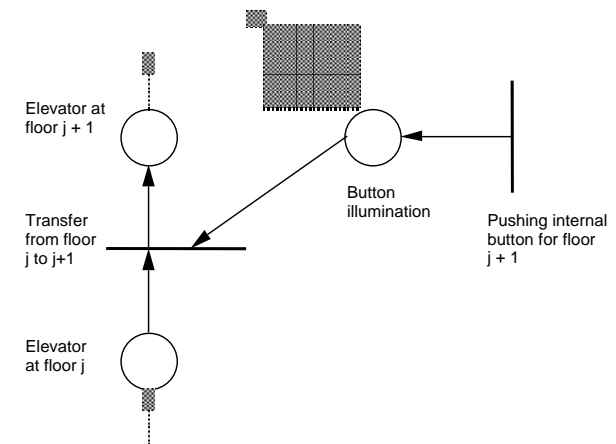 Elevator at
floor j + 1
Button
illumination
Transfer
from floor
j to j+1
Pushing internal
button for floor
j + 1
Elevator
at floor j